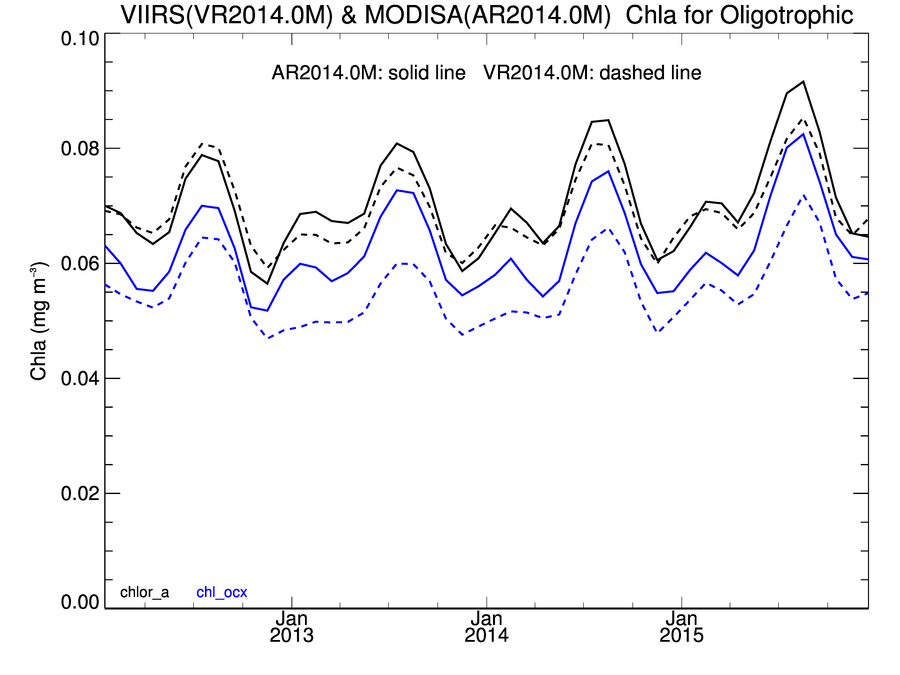 VIIRS(VR2014.0M) & MODISA(AR2014.0M)  Chla for Oligotrophic
0.10
AR2014.0M: solid line   VR2014.0M: dashed line
0.08
0.06
Chla (mg m⁻³)
0.04
0.02
chlor_a   chl_ocx
0.00
Jan Jan Jan
2013 2014 2015